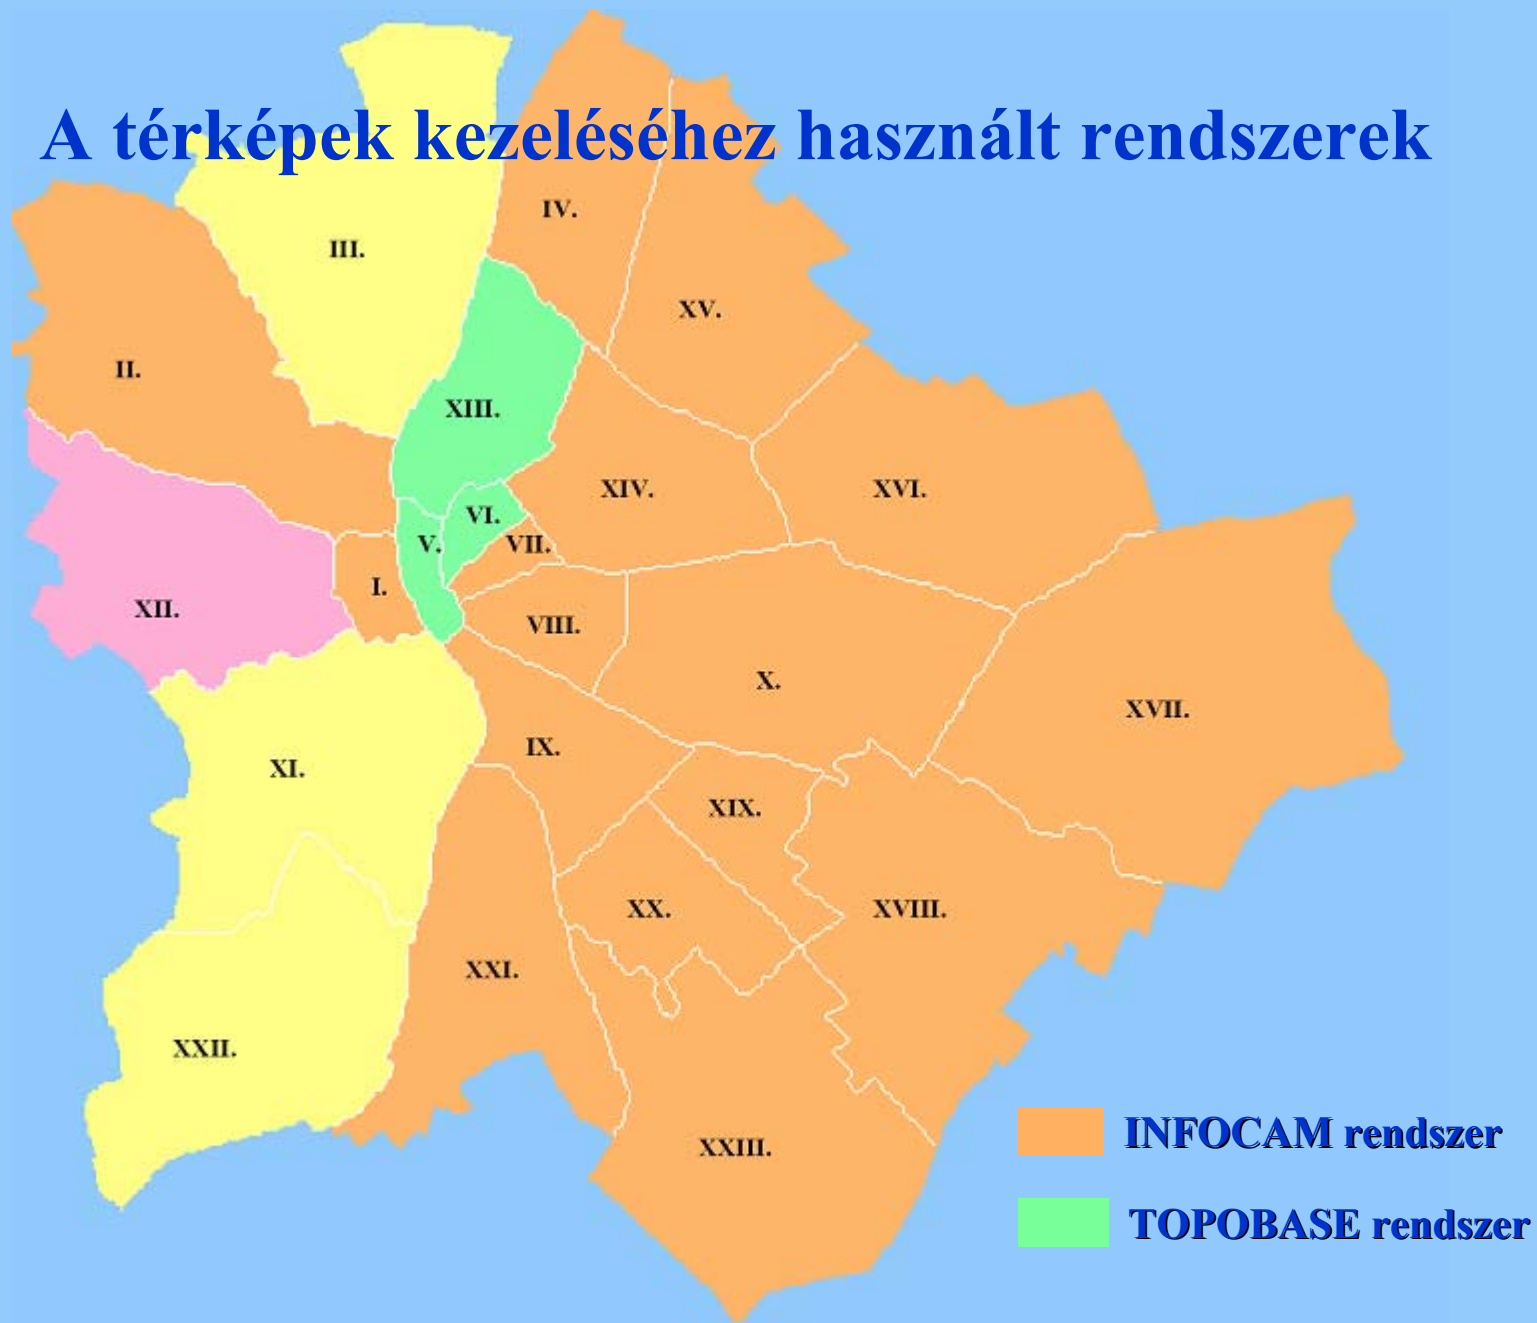 A térképek kezeléséhez használt rendszerek
IV.
III.
XV.
II.
XIII.
XIV.
XVI.
VI.
V.
VII.
I.
XII.
VIII.
X.
XVII.
IX.
XI.
XIX.
XX.
XVIII.
XXI.
XXII.
XXIII.
INFOCAM rendszer
TOPOBASE rendszer